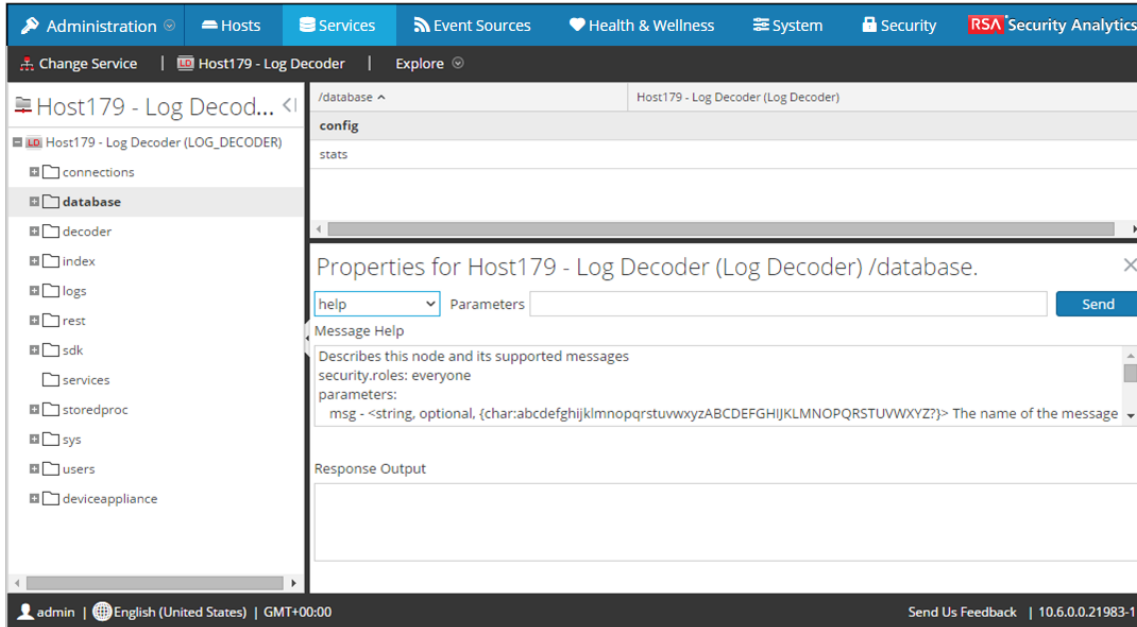 Administration Hosts Services Event Sources Health & Wellness System Security RSA Security Analytics
Change Service | LD Host179 - Log Decoder | Explore
Host179 - Log Decod...
Host179 - Log Decoder (LOG_DECODER)
connections
database
decoder
index
logs
rest
sdk
services
storedproc
sys
users
deviceappliance
/database Host179 - Log Decoder (Log Decoder)
config
stats
Properties for Host179 - Log Decoder (Log Decoder) /database.
help Parameters Send
Message Help
Describes this node and its supported messages
security.roles: everyone
parameters:
msg - <string, optional, {char:abcdefghijklmnopqrstuvwxyzABCDEFGHIJKLMNOPQRSTUVWXYZ?}> The name of the message
Response Output
admin | English (United States) | GMT+00:00 Send Us Feedback | 10.6.0.0.21983-1